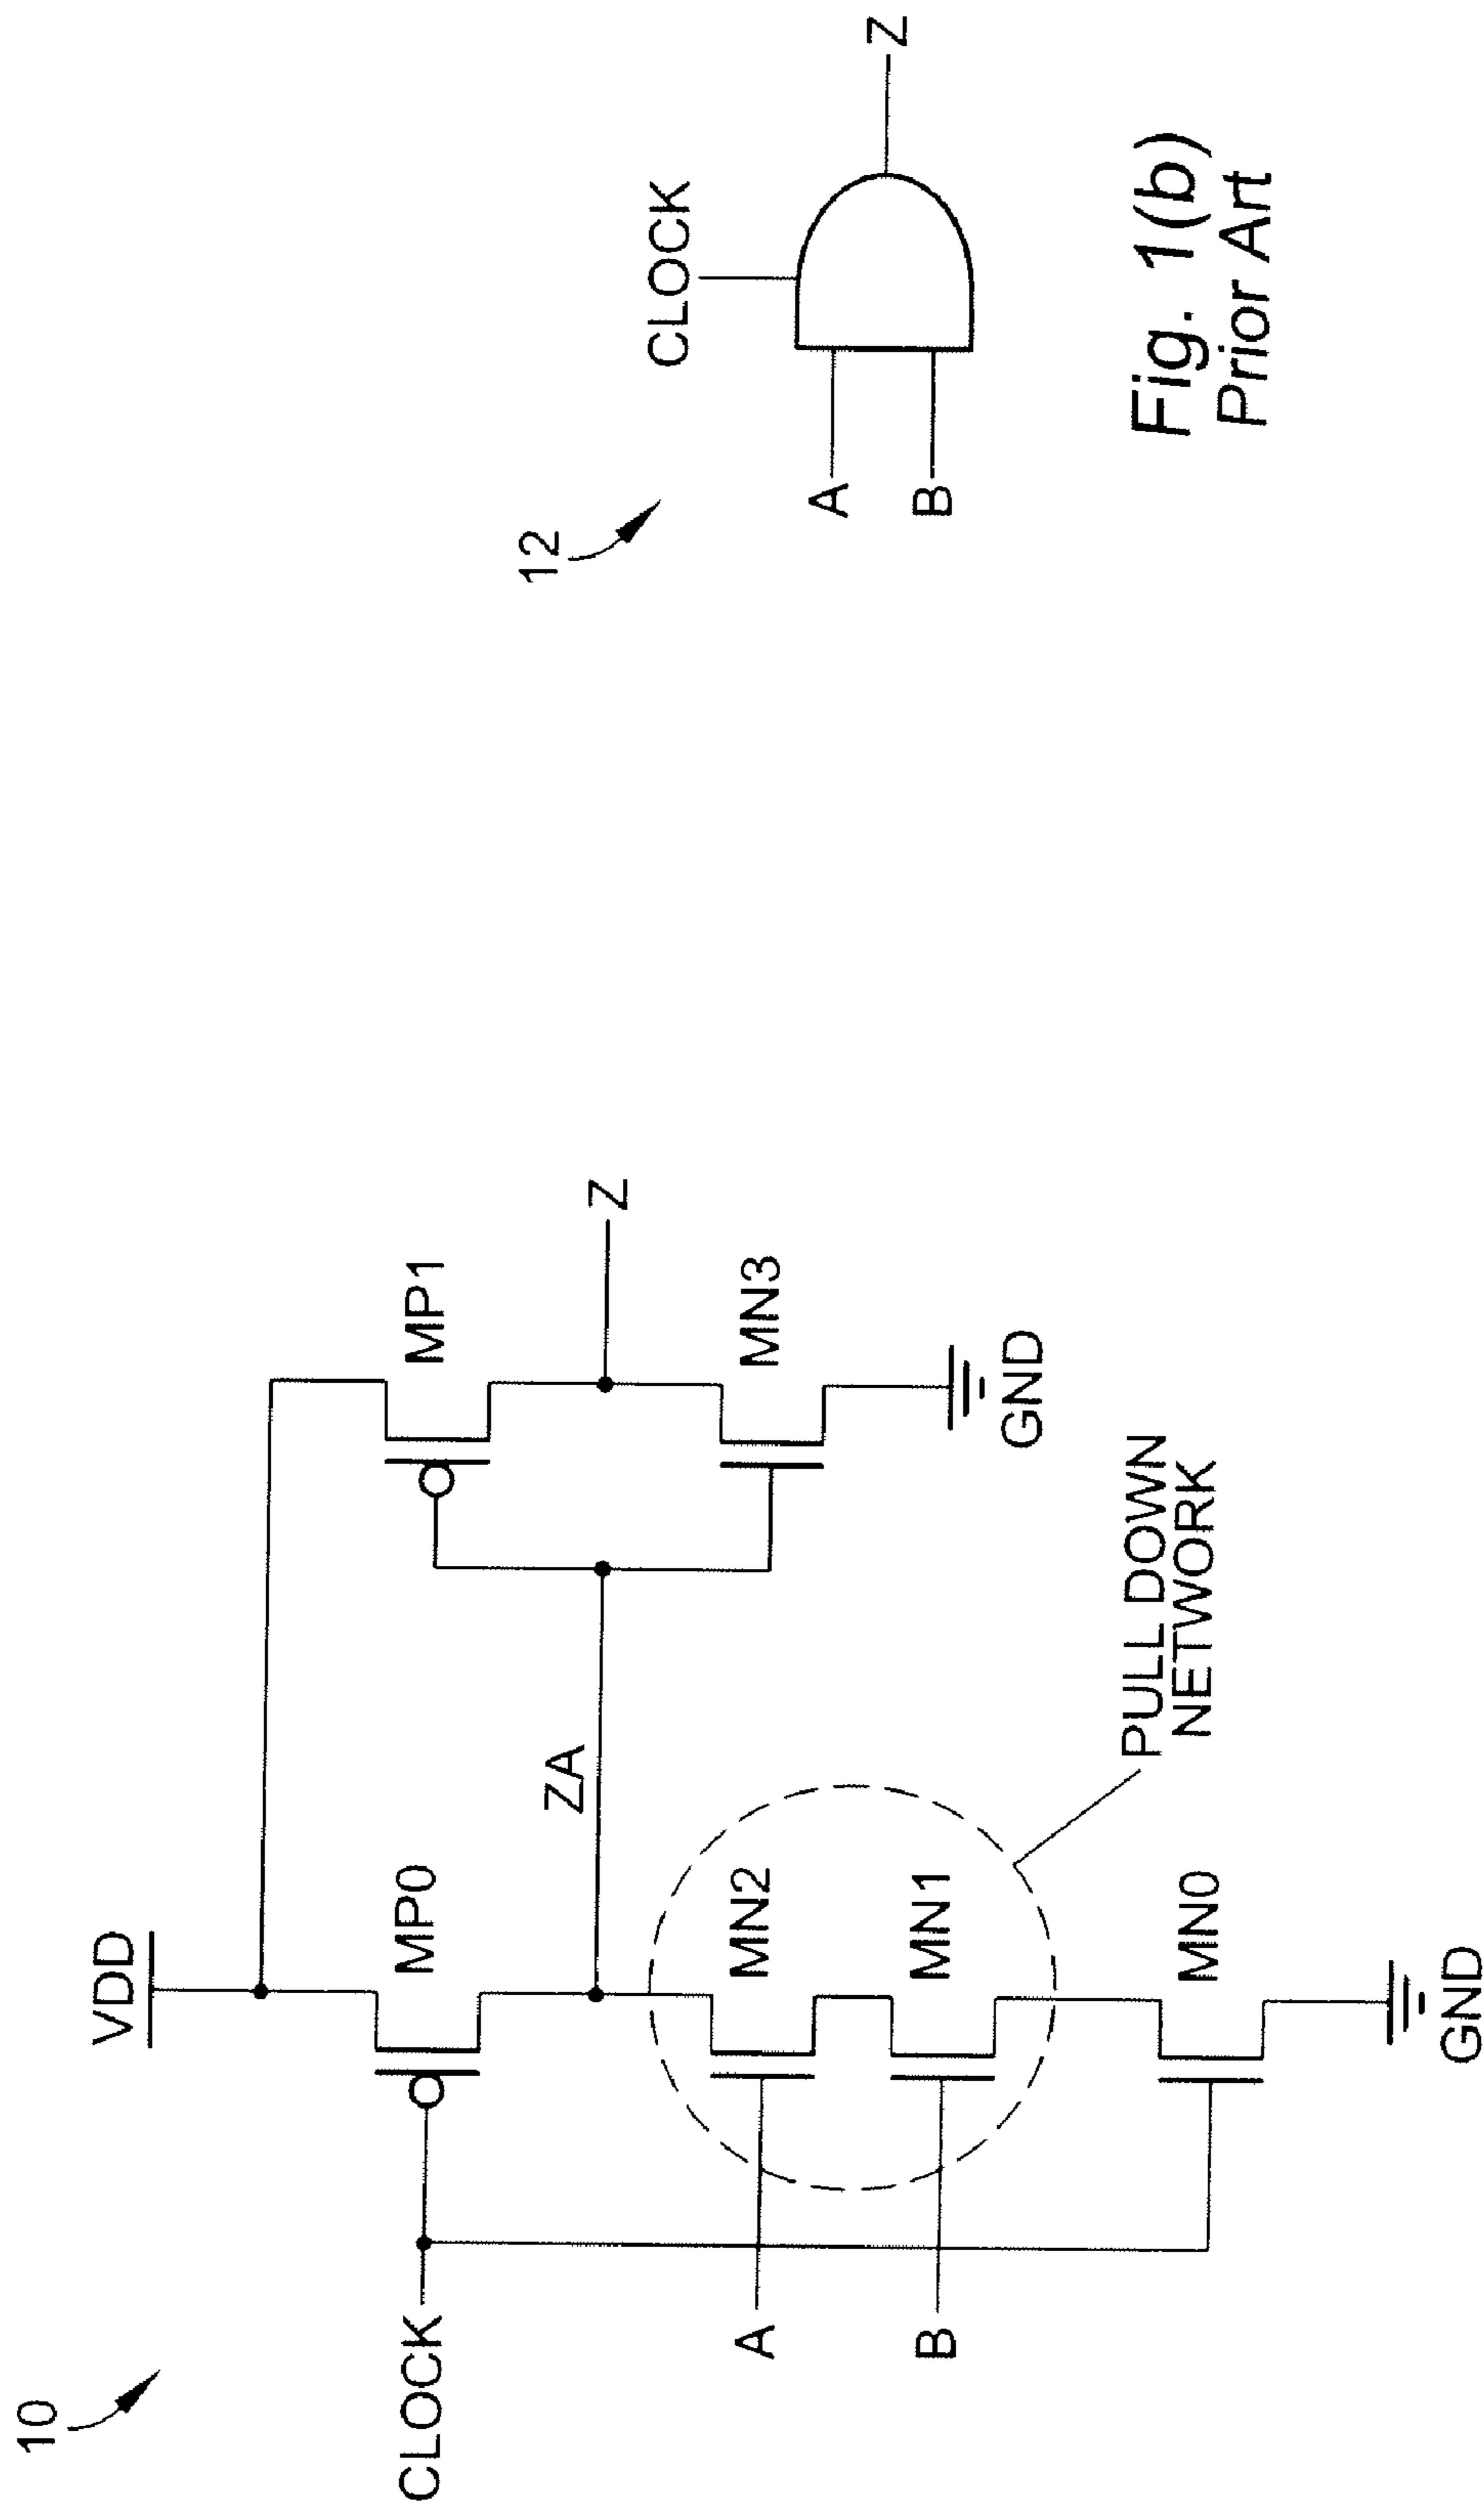 10
VDD
CLOCK
MP0
MP1
ZA
Z
A
MN2
MN3
B
MN1
GND
MN0
PULL DOWN
NETWORK
GND
12
CLOCK
A
B
Z
Fig. 1(b)
Prior Art